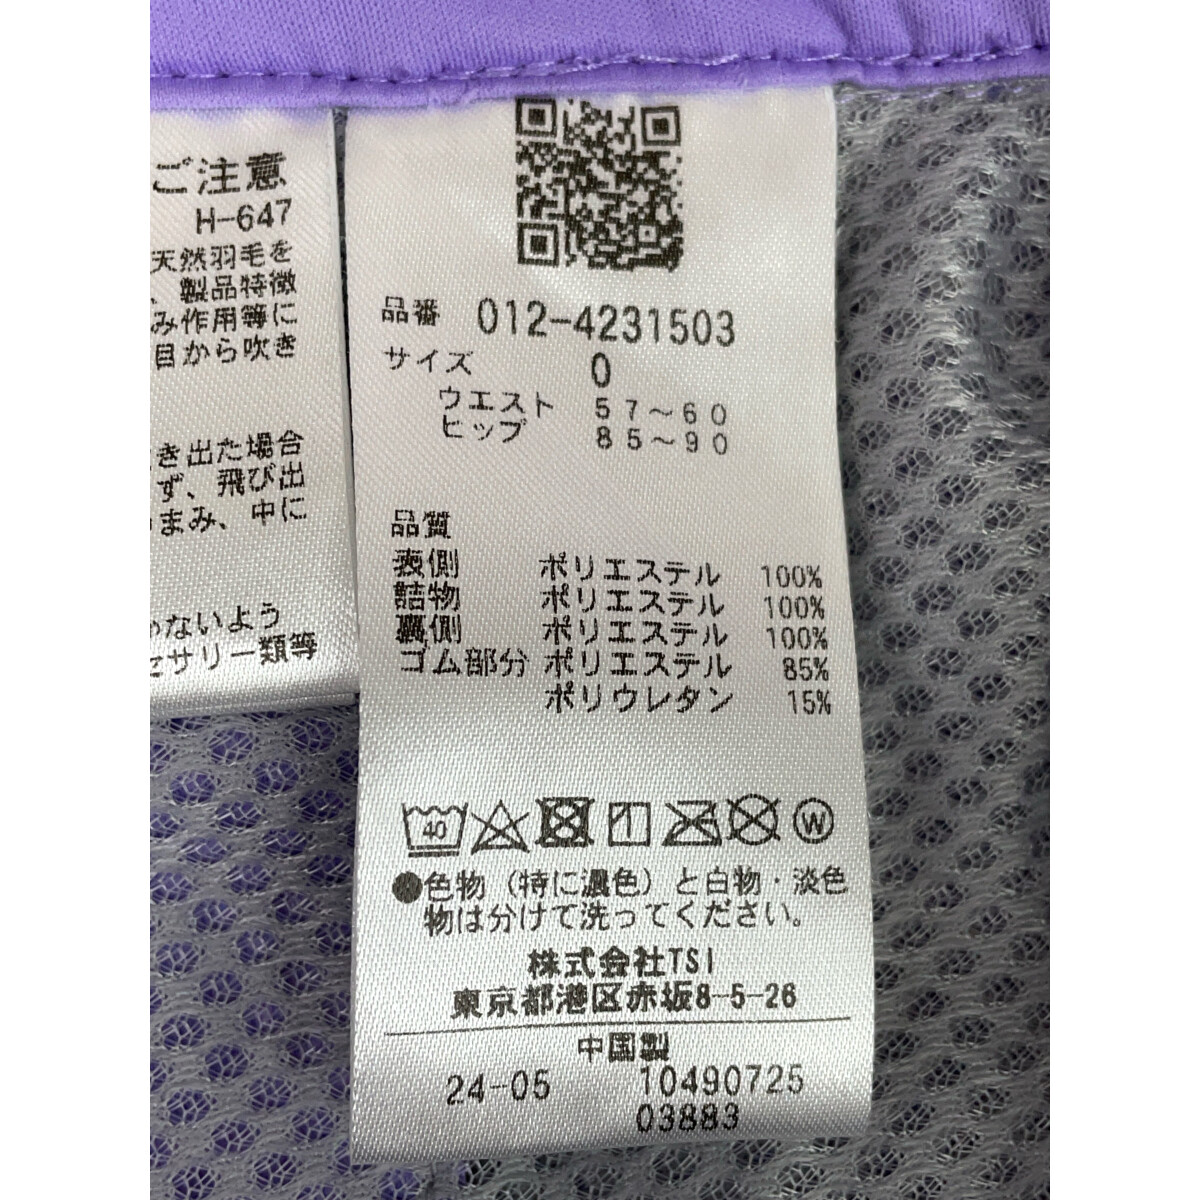 ご注意
H-647
天然羽毛を
、製品特徴
み作用等に
目から吹き
き出た場合
ず、飛び出
まみ、中に
ないよう
セサリー類等
品番 012-4231503
サイズ 0
ウエスト 57～60
ヒップ 85～90
品質
表側 ポリエステル 100%
詰物 ポリエステル 100%
裏側 ポリエステル 100%
ゴム部分 ポリエステル 85%
ポリウレタン 15%
40 W
●色物（特に濃色）と白物・淡色
物は分けて洗ってください。
株式会社TSI
東京都港区赤坂8-5-26
中国製
24-05 10490725
03883